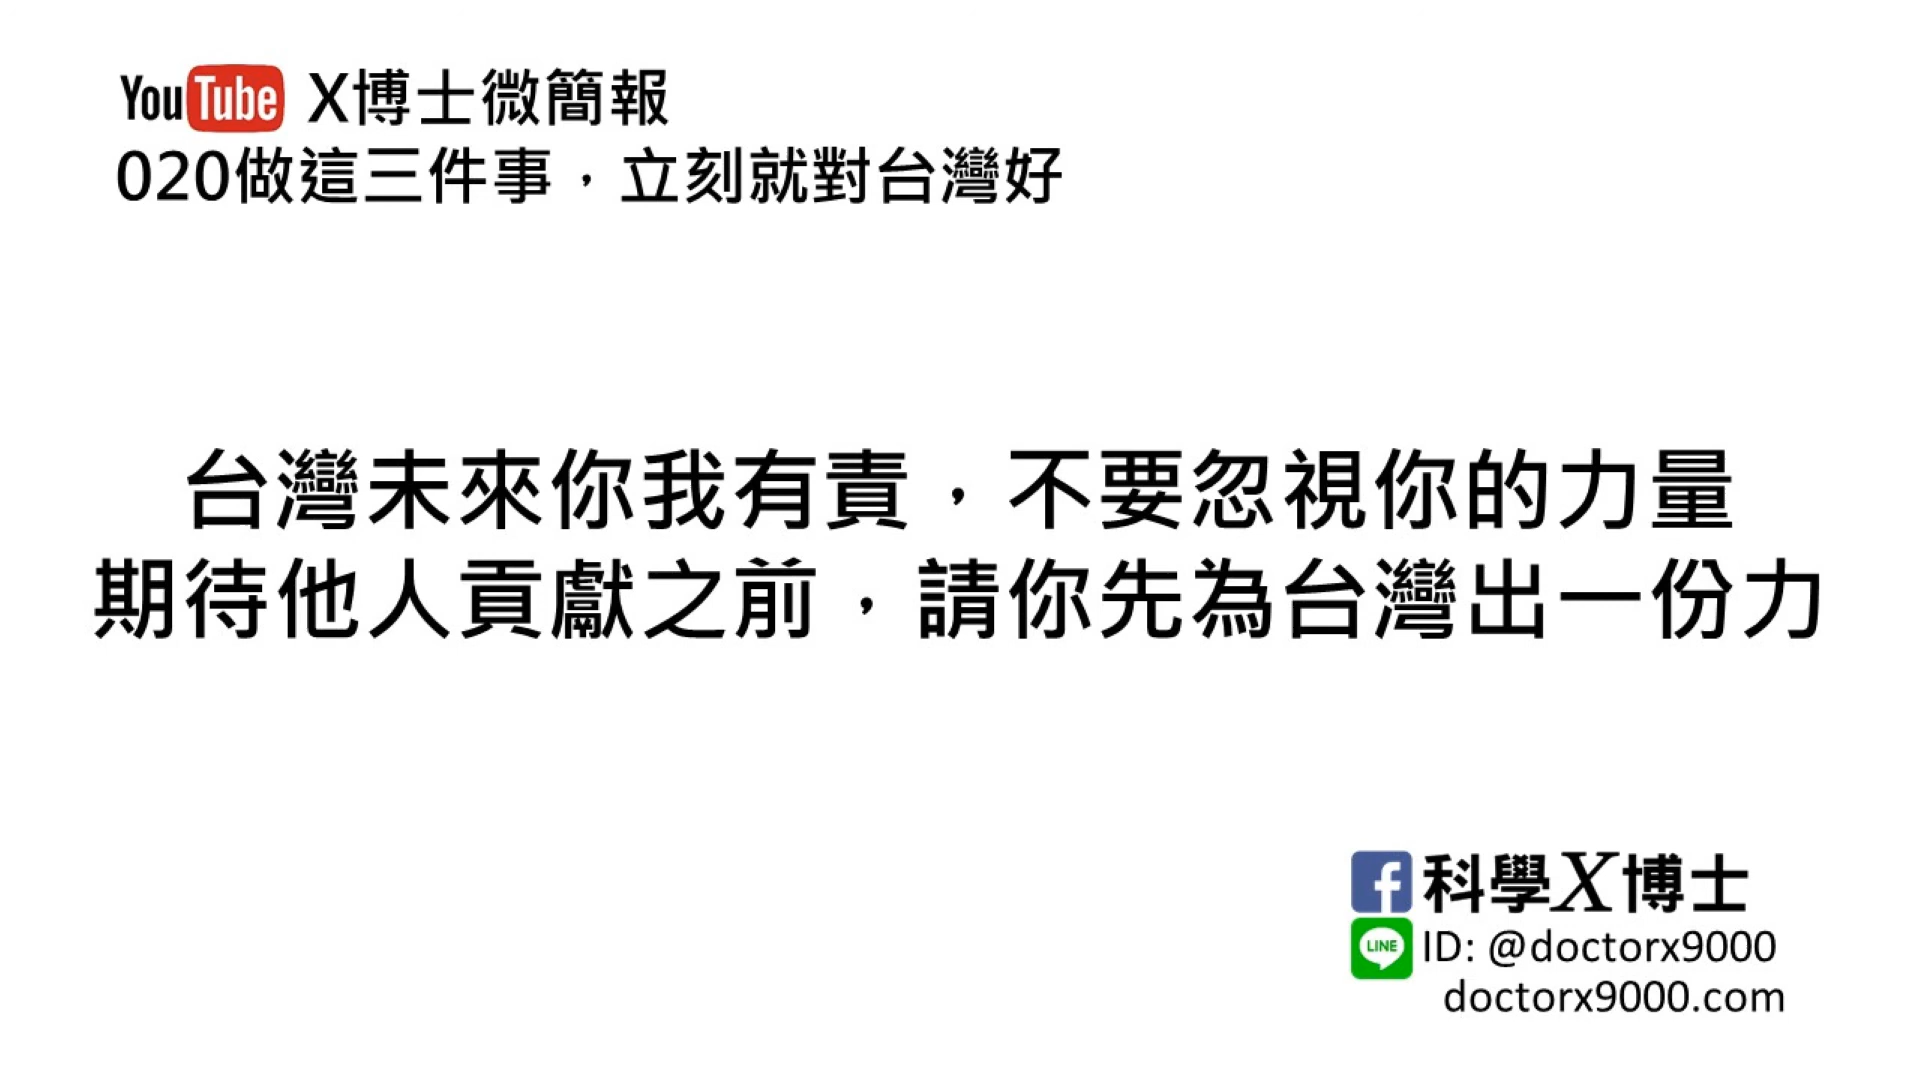 YouTube X博士微簡報
020做這三件事，立刻就對台灣好
台灣未來你我有責，不要忽視你的力量
期待他人貢獻之前，請你先為台灣出一份力
科學X博士
LINE ID: @doctorx9000
doctorx9000.com